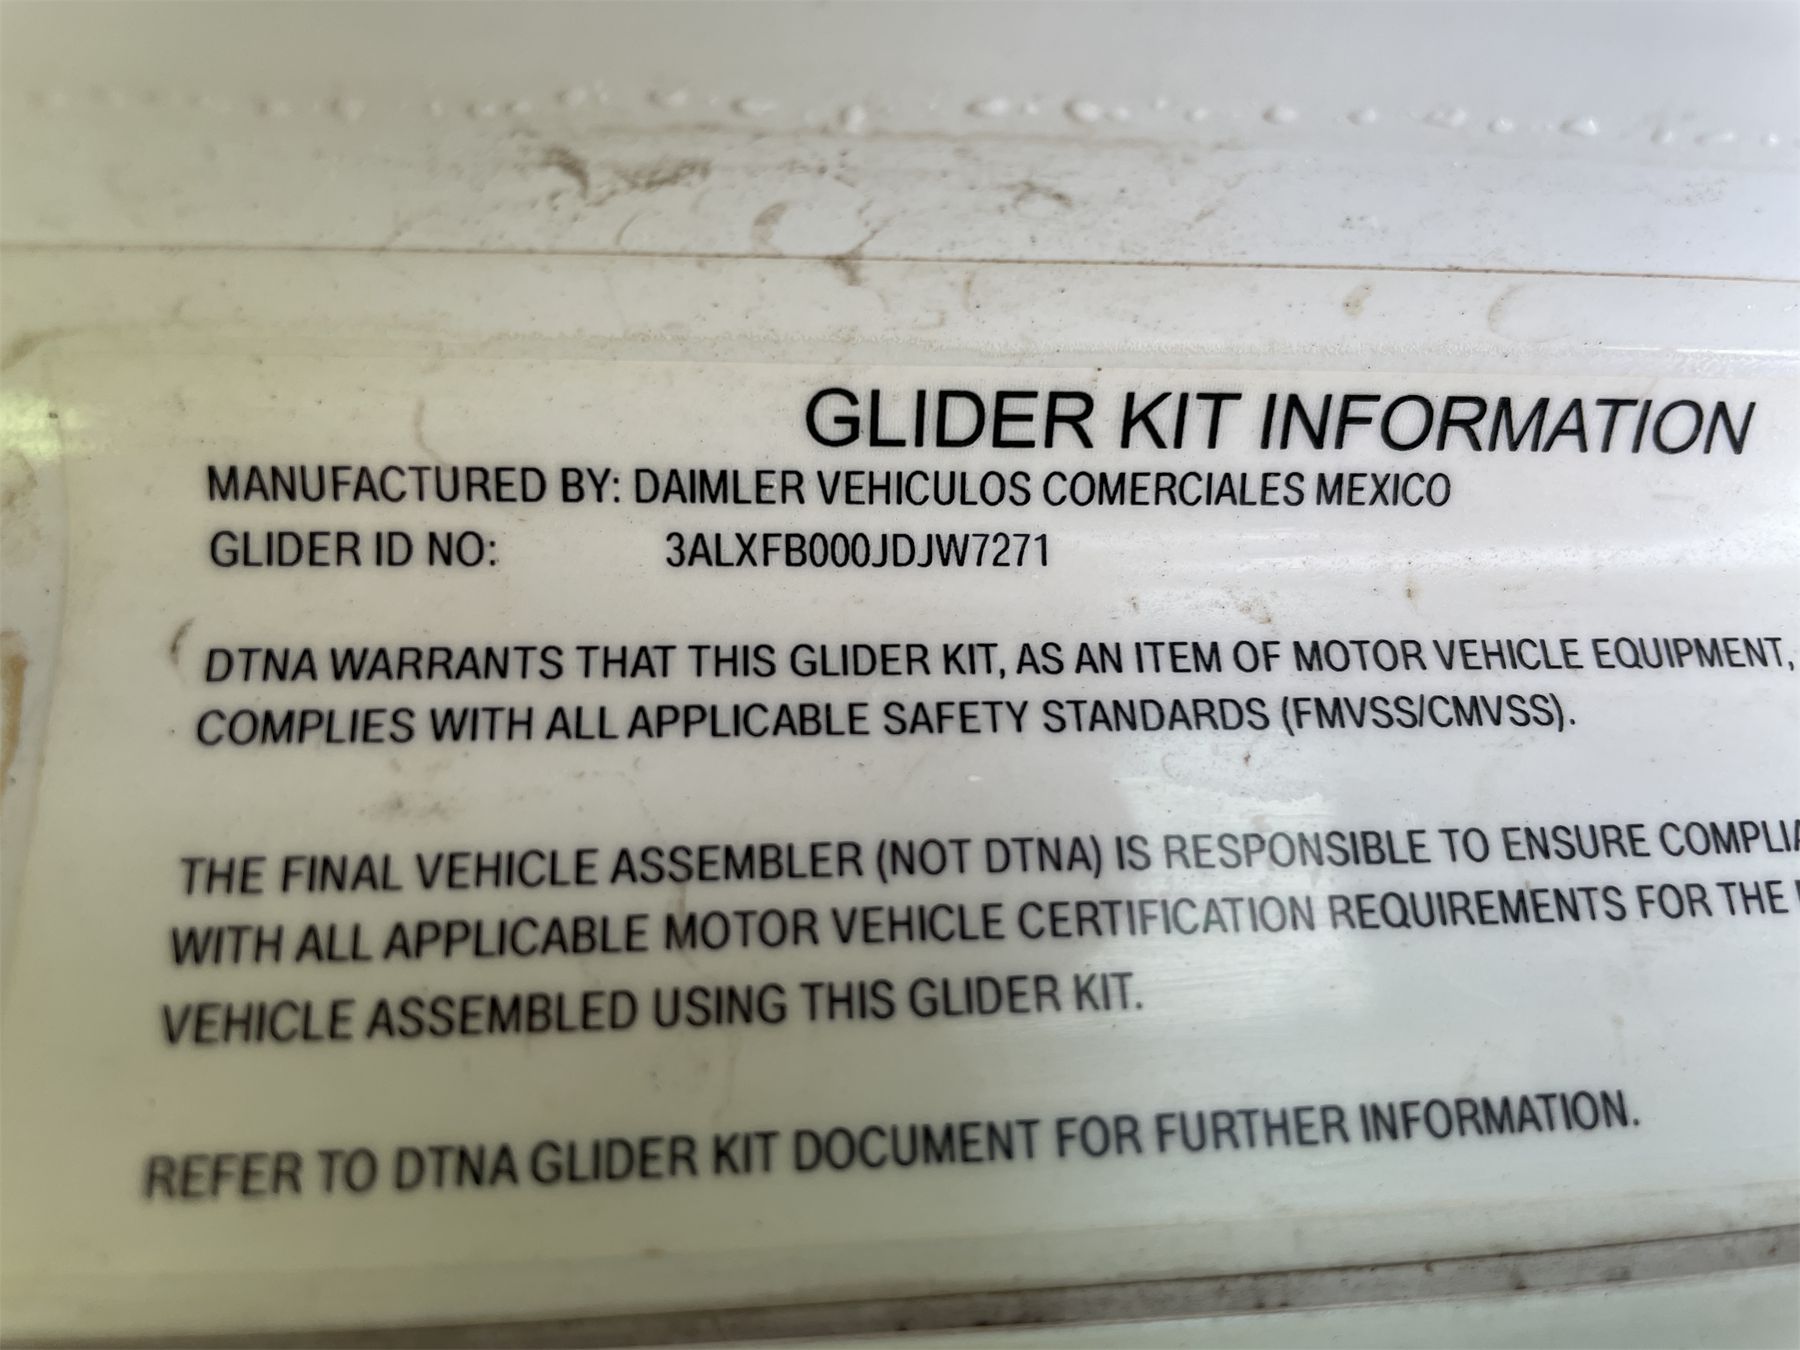 GLIDER KIT INFORMATION
MANUFACTURED BY: DAIMLER VEHICULOS COMERCIALES MEXICO
GLIDER ID NO: 3ALXFB000JDJW7271
DTNA WARRANTS THAT THIS GLIDER KIT, AS AN ITEM OF MOTOR VEHICLE EQUIPMENT,
COMPLIES WITH ALL APPLICABLE SAFETY STANDARDS (FMVSS/CMVSS).
THE FINAL VEHICLE ASSEMBLER (NOT DTNA) IS RESPONSIBLE TO ENSURE
WITH ALL APPLICABLE MOTOR VEHICLE CERTIFICATION REQUIREMENTS FOR THE
VEHICLE ASSEMBLED USING THIS GLIDER KIT.
REFER TO DTNA GLIDER KIT DOCUMENT FOR FURTHER INFORMATION.